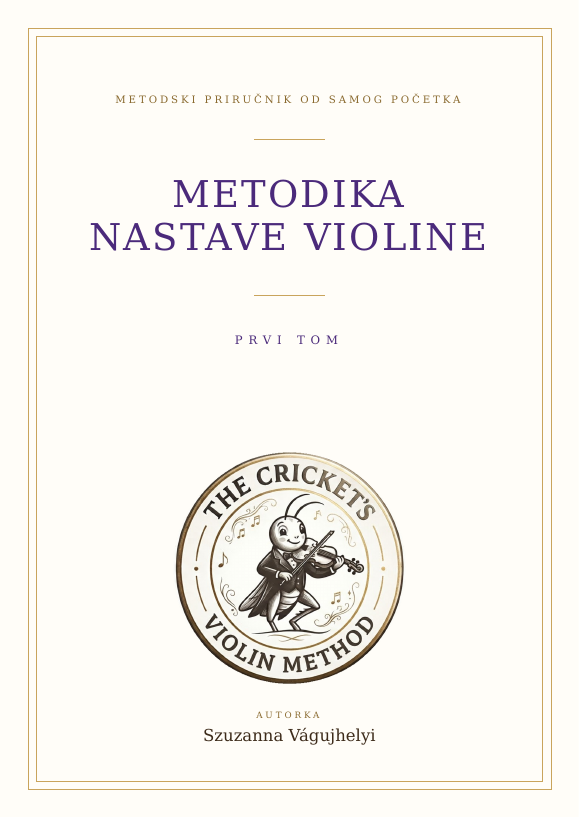 METODSKI PRIRUČNIK OD SAMOG POČETKA
METODIKA
NASTAVE VIOLINE
PRVI TOM
THE CRICKET'S
VIOLIN METHOD
AUTORKA
Szuzanna Vágujhelyi